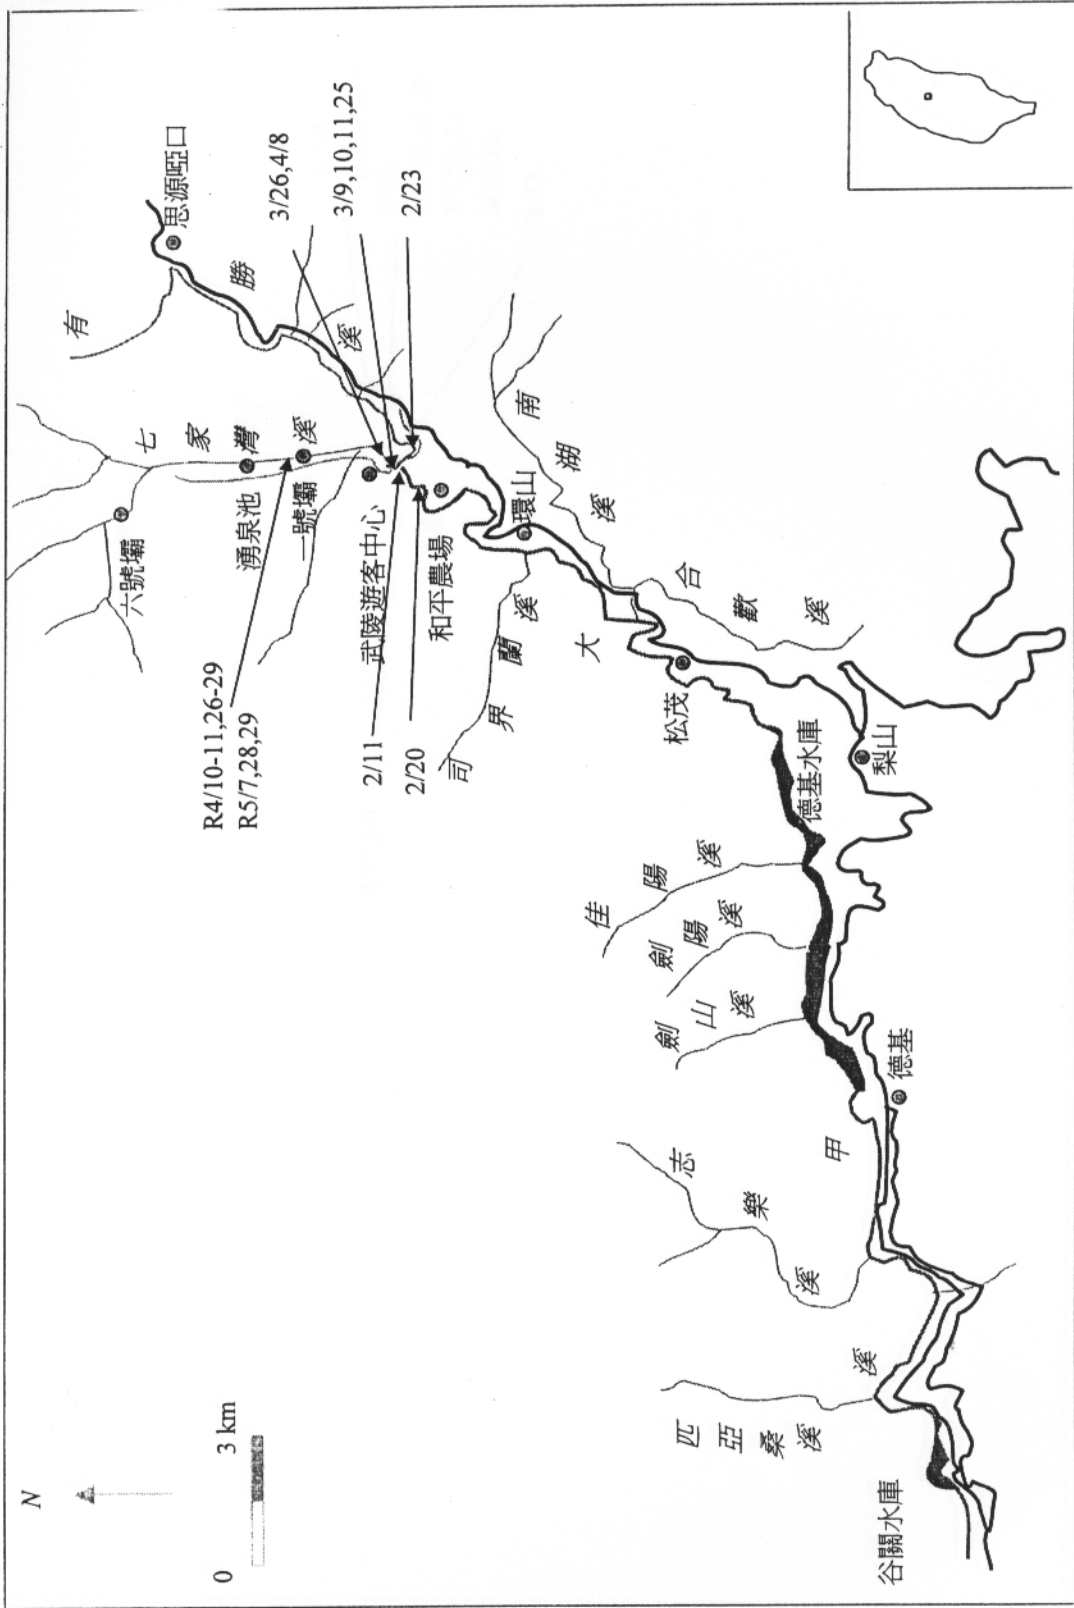 N
0 3 km
有勝溪
思源啞口
3/26,4/8
3/9,10,11,25
2/23
七家灣溪
六號壩
湧泉池
一號壩
R4/10-11,26-29
R5/7,28,29
武陵遊客中心
2/11
和平農場
2/20
環山
南湖溪
司界蘭溪
合歡溪
松茂
梨山
德基水庫
佳陽溪
劍陽溪
劍山溪
德基
大甲溪
志樂溪
匹亞桑溪
谷關水庫